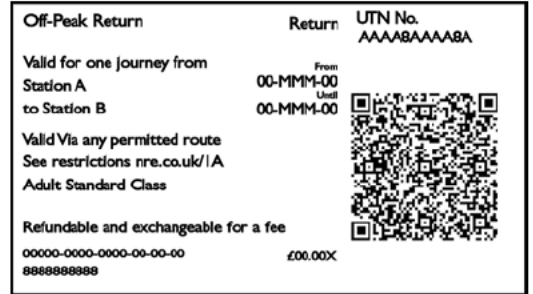 Off-Peak Return Return UTN No.
AAAA8AAAA8A
Valid for one journey from From
Station A 00-MMM-00
Until
to Station B 00-MMM-00
Valid Via any permitted route
See restrictions nre.co.uk/1A
Adult Standard Class
Refundable and exchangeable for a fee
00000-0000-0000-00-00-00 £00.00X
8888888888